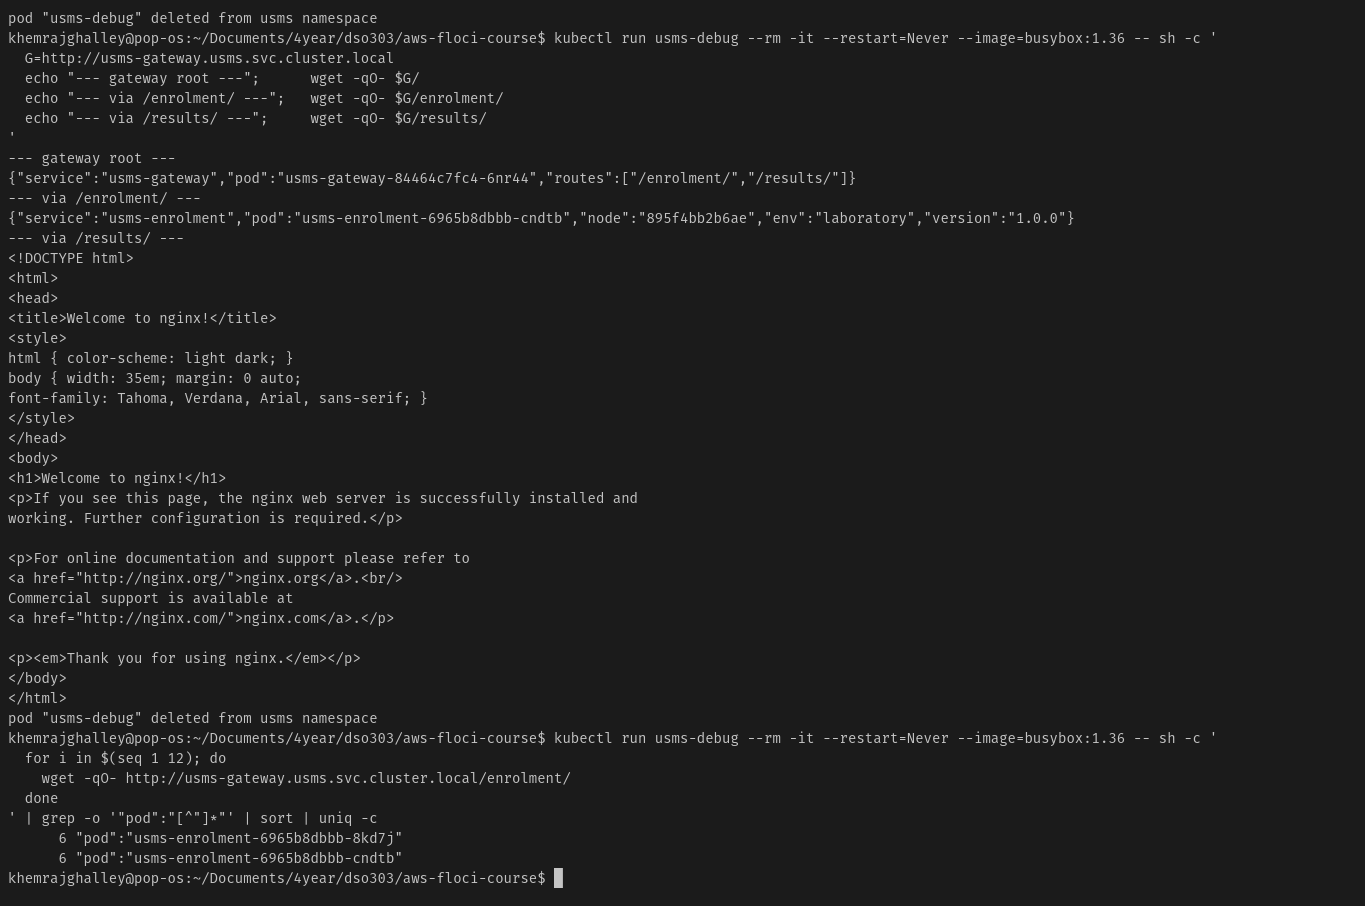 pod "usms-debug" deleted from usms namespace
khemrajghalley@pop-os:~/Documents/4year/dso303/aws-floci-course$ kubectl run usms-debug --rm -it --restart=Never --image=busybox:1.36 -- sh -c '
  G=http://usms-gateway.usms.svc.cluster.local
  echo "--- gateway root ---";      wget -qO- $G/
  echo "--- via /enrolment/ ---";   wget -qO- $G/enrolment/
  echo "--- via /results/ ---";     wget -qO- $G/results/
'
--- gateway root ---
{"service":"usms-gateway","pod":"usms-gateway-84464c7fc4-6nr44","routes":["/enrolment/","/results/"]}
--- via /enrolment/ ---
{"service":"usms-enrolment","pod":"usms-enrolment-6965b8dbbb-cndtb","node":"895f4bb2b6ae","env":"laboratory","version":"1.0.0"}
--- via /results/ ---
<!DOCTYPE html>
<html>
<head>
<title>Welcome to nginx!</title>
<style>
html { color-scheme: light dark; }
body { width: 35em; margin: 0 auto;
font-family: Tahoma, Verdana, Arial, sans-serif; }
</style>
</head>
<body>
<h1>Welcome to nginx!</h1>
<p>If you see this page, the nginx web server is successfully installed and
working. Further configuration is required.</p>

<p>For online documentation and support please refer to
<a href="http://nginx.org/">nginx.org</a>.<br/>
Commercial support is available at
<a href="http://nginx.com/">nginx.com</a>.</p>

<p><em>Thank you for using nginx.</em></p>
</body>
</html>
pod "usms-debug" deleted from usms namespace
khemrajghalley@pop-os:~/Documents/4year/dso303/aws-floci-course$ kubectl run usms-debug --rm -it --restart=Never --image=busybox:1.36 -- sh -c '
  for i in $(seq 1 12); do
    wget -qO- http://usms-gateway.usms.svc.cluster.local/enrolment/
  done
' | grep -o '"pod":"[^"]*"' | sort | uniq -c
      6 "pod":"usms-enrolment-6965b8dbbb-8kd7j"
      6 "pod":"usms-enrolment-6965b8dbbb-cndtb"
khemrajghalley@pop-os:~/Documents/4year/dso303/aws-floci-course$